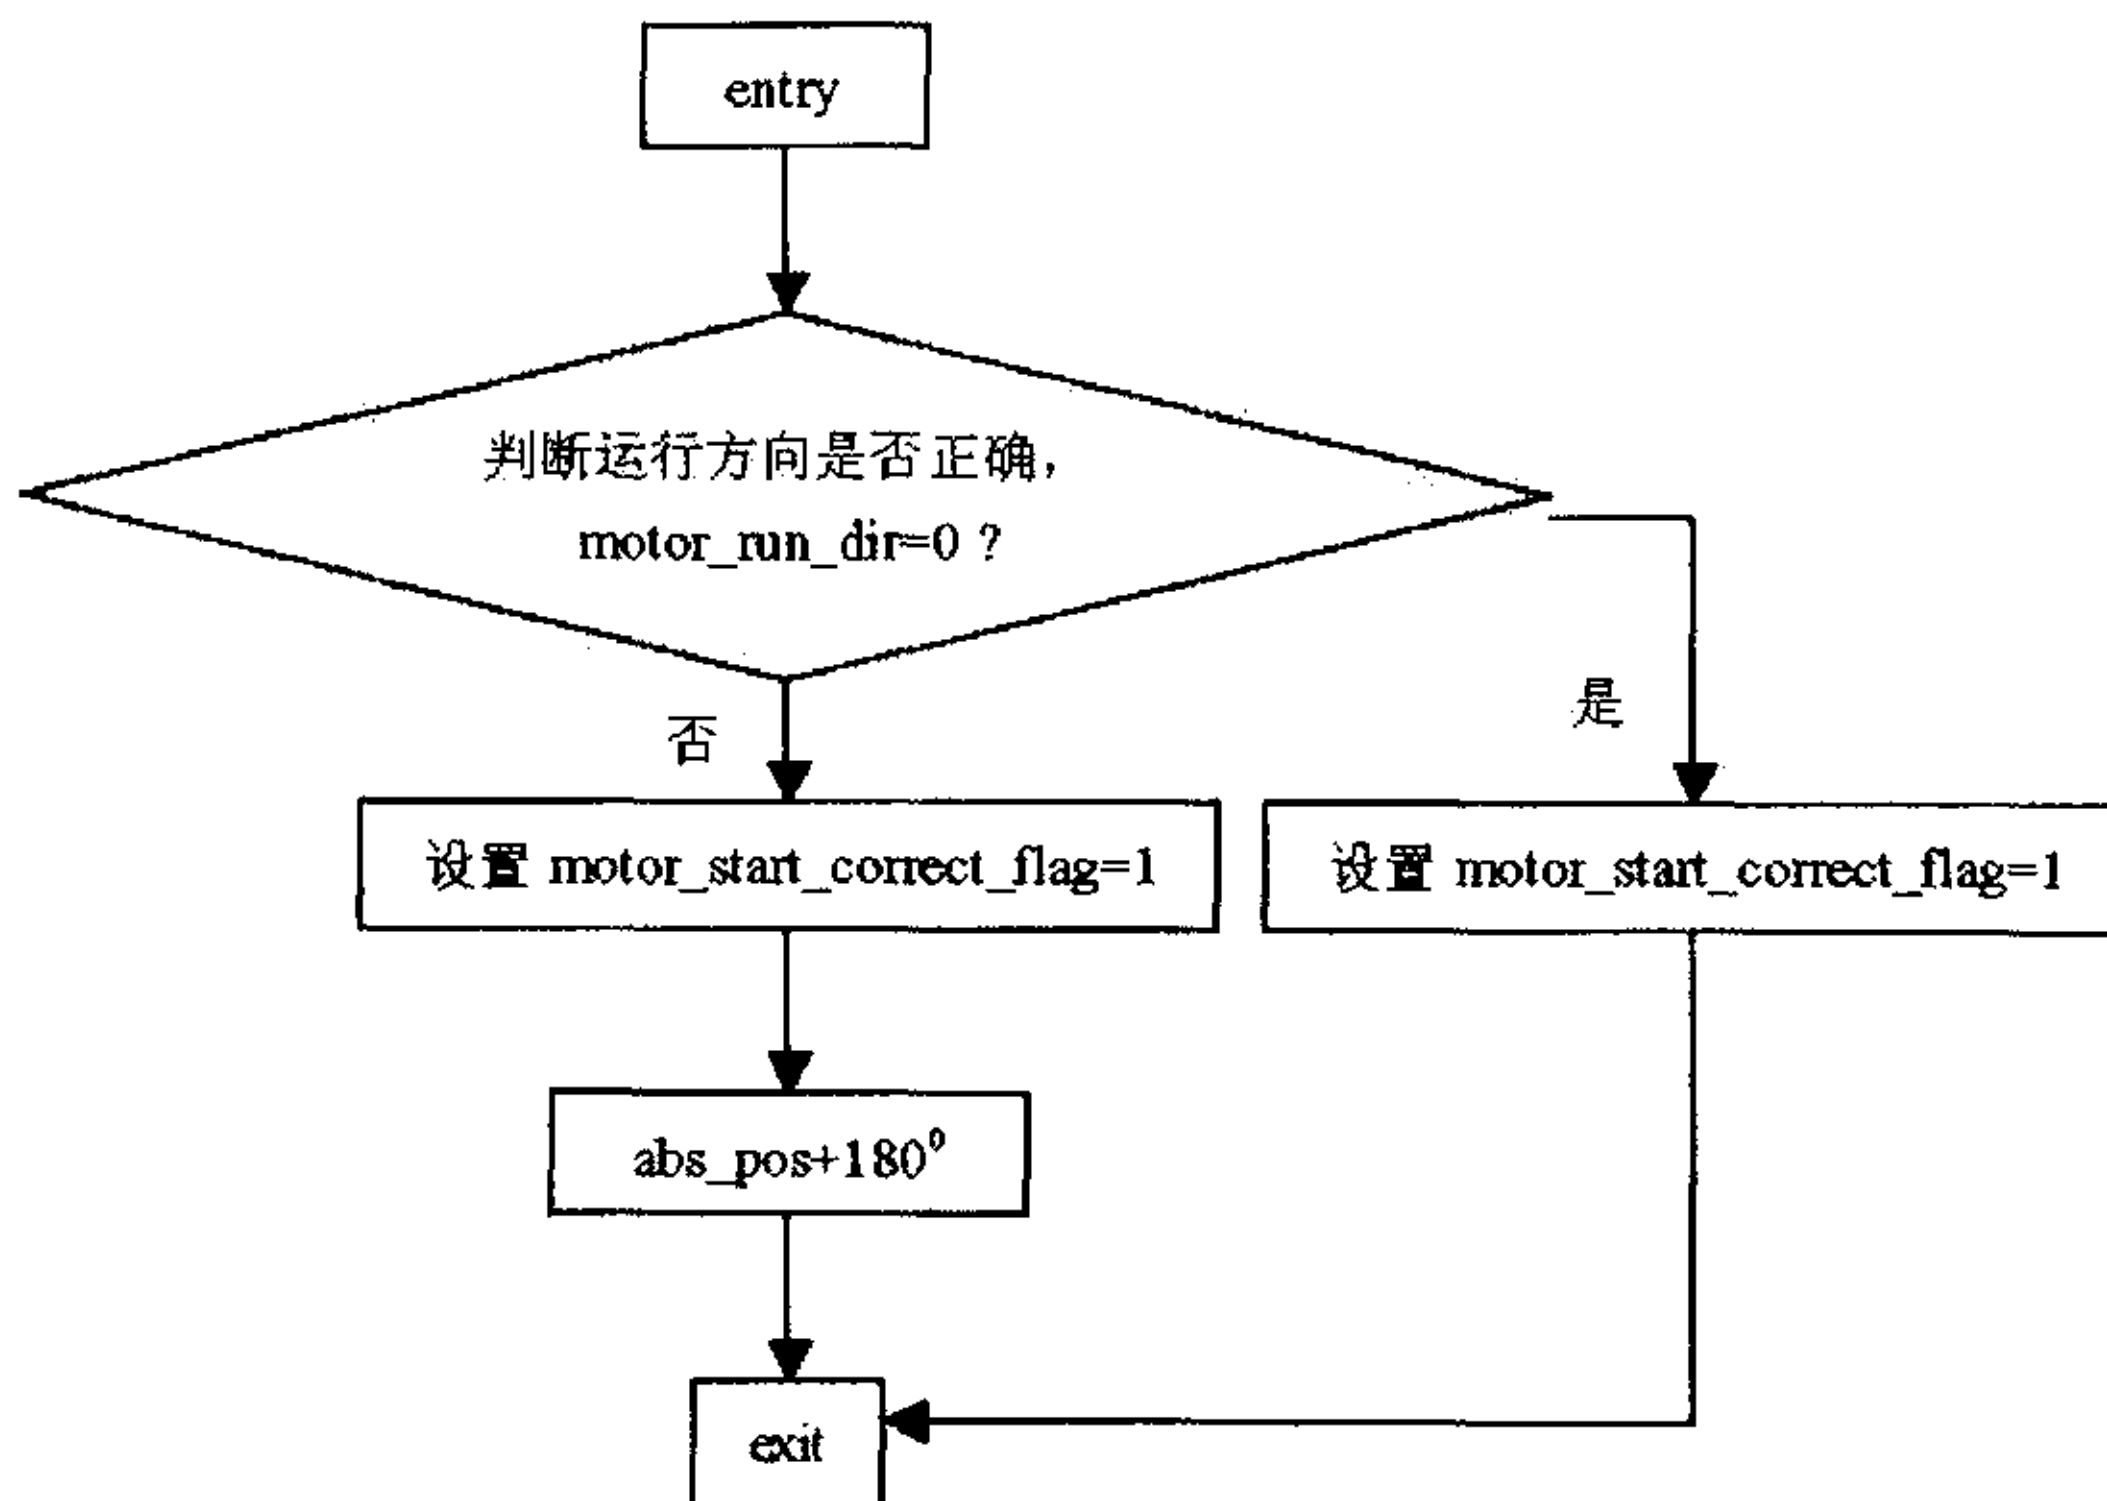 entry
判断运行方向是否正确，
motor_run_dir=0？
否
是
设置 motor_start_correct_flag=1
设置 motor_start_correct_flag=1
abs_pos+180⁰
exit